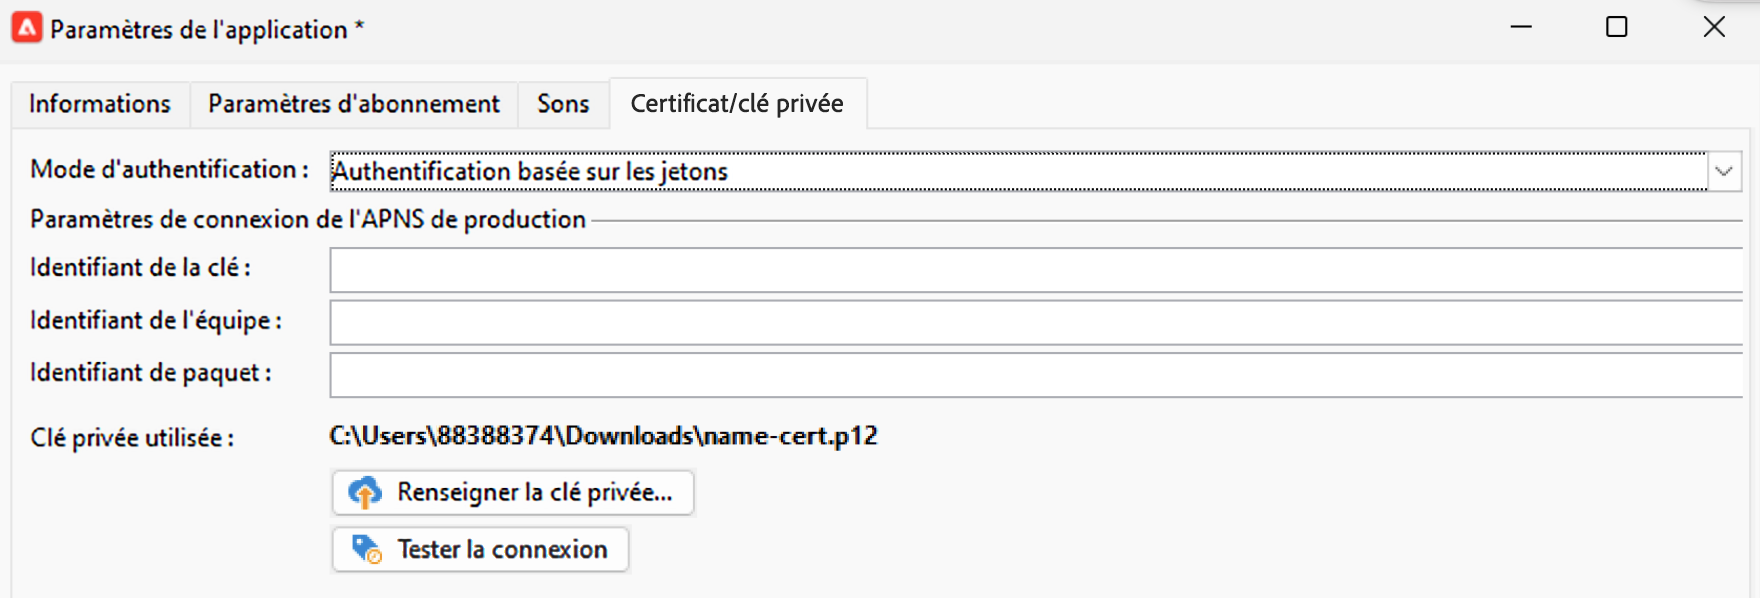 Paramètres de l'application *
Informations Paramètres d'abonnement Sons Certificat/clé privée
Mode d'authentification : Authentification basée sur les jetons
Paramètres de connexion de l'APNS de production
Identifiant de la clé :
Identifiant de l'équipe :
Identifiant de paquet :
Clé privée utilisée : C:\Users\88388374\Downloads\name-cert.p12
Renseigner la clé privée...
Tester la connexion